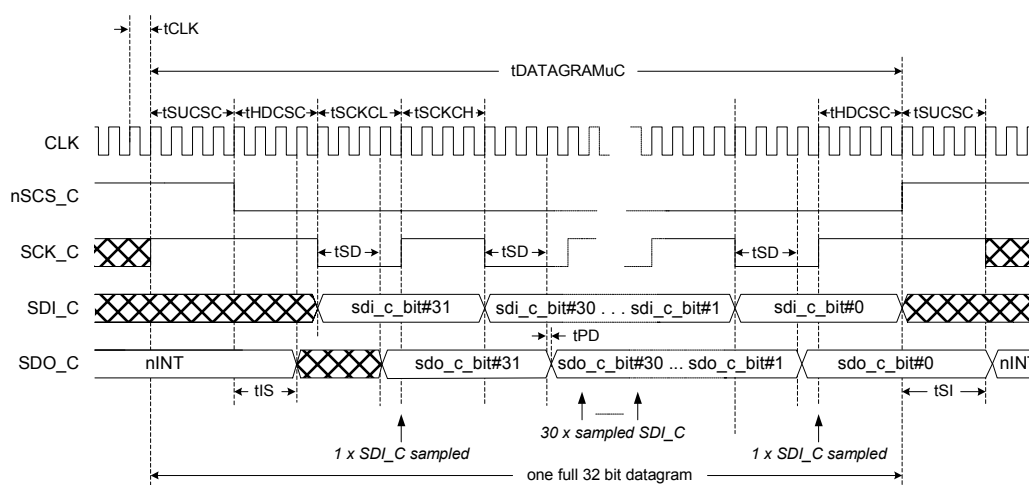 tCLK
tDATAGRAMuC
tSUCSC tHDCSC tSCKCL tSCKCH tHDCSC tSUCSC
CLK
nSCS_C
SCK_C tSD tSD tSD
SDI_C sdi_c_bit#31 sdi_c_bit#30 . . . sdi_c_bit#1 sdi_c_bit#0
tPD
SDO_C nINT sdo_c_bit#31 sdo_c_bit#30 ... sdo_c_bit#1 sdo_c_bit#0 nINT
tIS tSI
30 x sampled SDI_C
1 x SDI_C sampled 1 x SDI_C sampled
one full 32 bit datagram